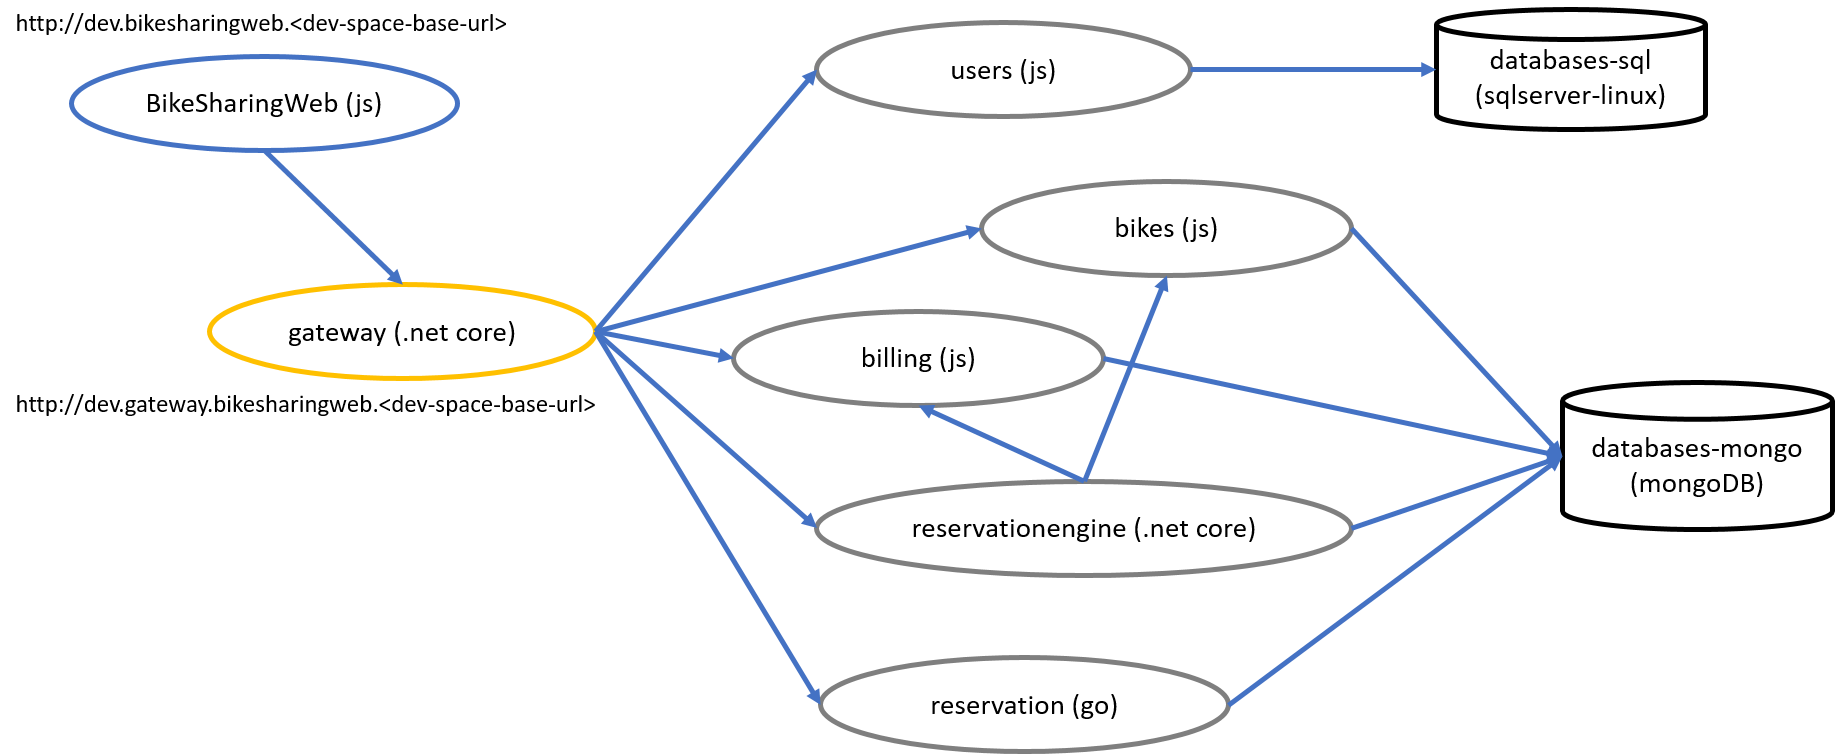 http://dev.bikesharingweb.<dev-space-base-url>
BikeSharingWeb (js)
users (js)
databases-sql
(sqlserver-linux)
bikes (js)
gateway (.net core)
billing (js)
http://dev.gateway.bikesharingweb.<dev-space-base-url>
databases-mongo
(mongoDB)
reservationengine (.net core)
reservation (go)